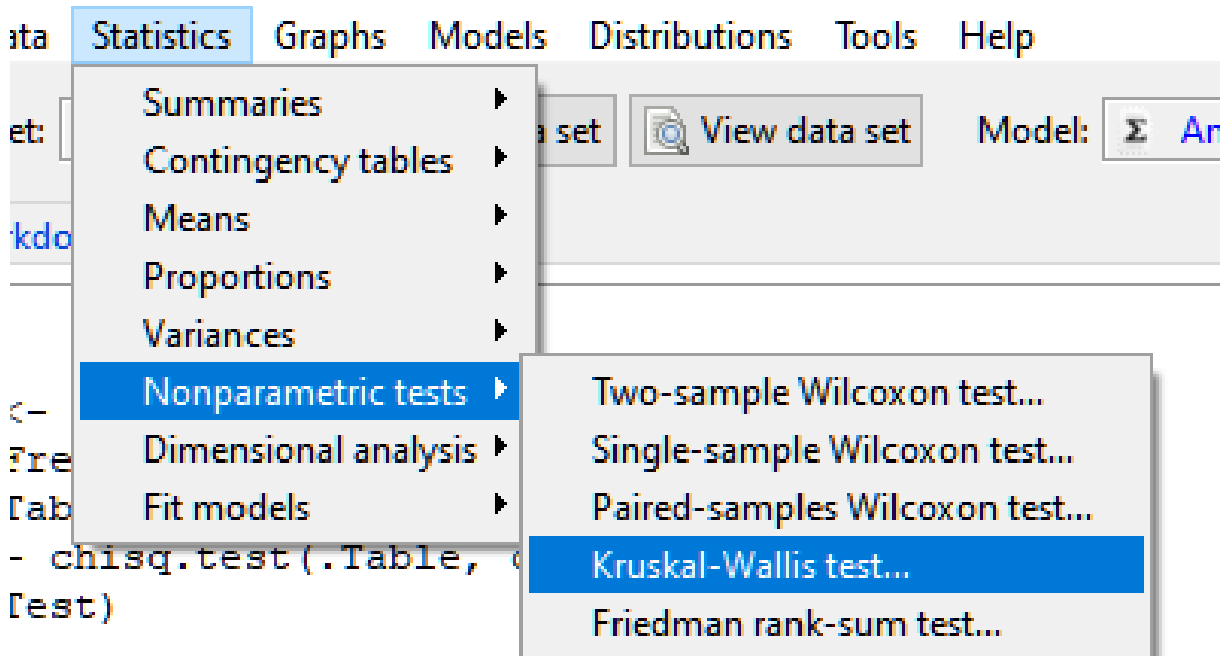 ata Statistics Graphs Models Distributions Tools Help
et: a set View data set Model: Σ An
Summaries
Contingency tables
Means
kdo
Proportions
Variances
Nonparametric tests
<-
Fre
Dimensional analysis
Tab
Fit models
Two-sample Wilcoxon test...
Single-sample Wilcoxon test...
Paired-samples Wilcoxon test...
Kruskal-Wallis test...
Friedman rank-sum test...
- chisq.test(.Table,
Test)